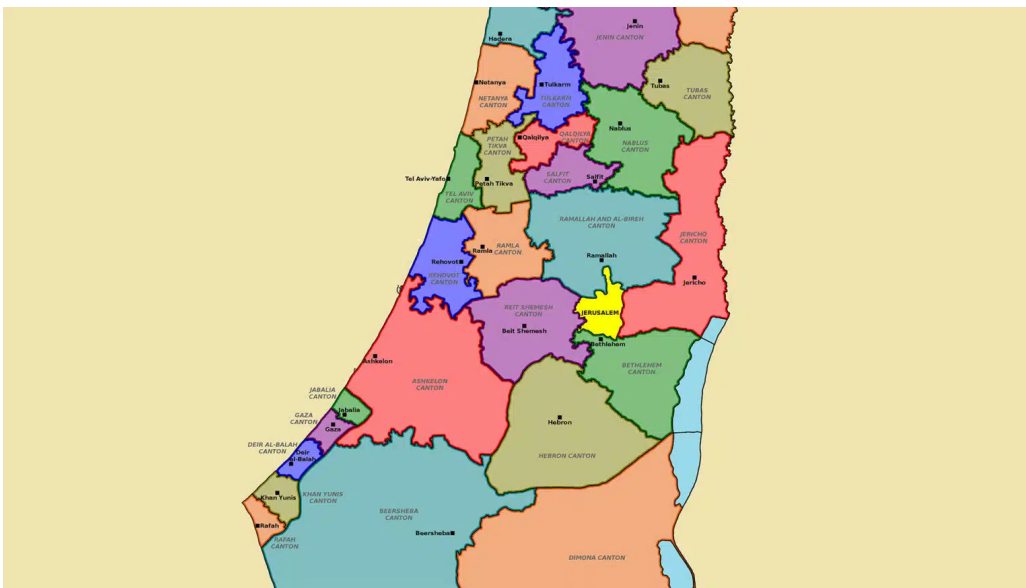 Hadera
Jenin
JENIN CANTON
Netanya
NETANYA
CANTON
Tulkarm
TULKARM
CANTON
Tubas
TUBAS
CANTON
PETAH
TIKVA
CANTON
Qalqilya
QALQILYA
CANTON
Nablus
NABLUS
CANTON
Tel Aviv-Yafo
TEL AVIV
CANTON
Petah Tikva
SALFIT
CANTON
Salfit
RAMALLAH AND AL-BIREH
CANTON
JERICHO
CANTON
Ramla
RAMLA
CANTON
Rehovot
REHOVOT
CANTON
Ramallah
Jericho
BEIT SHEMESH
CANTON
Beit Shemesh
JERUSALEM
Bethlehem
BETHLEHEM
CANTON
Ashkelon
ASHKELON
CANTON
JABALIA
CANTON
Jabalia
GAZA
CANTON
Gaza
Hebron
HEBRON CANTON
DEIR AL-BALAH
CANTON
Deir
al-Balah
Khan Yunis
KHAN YUNIS
CANTON
Rafah
RAFAH
CANTON
BEERSHEBA
CANTON
Beersheba
DIMONA CANTON